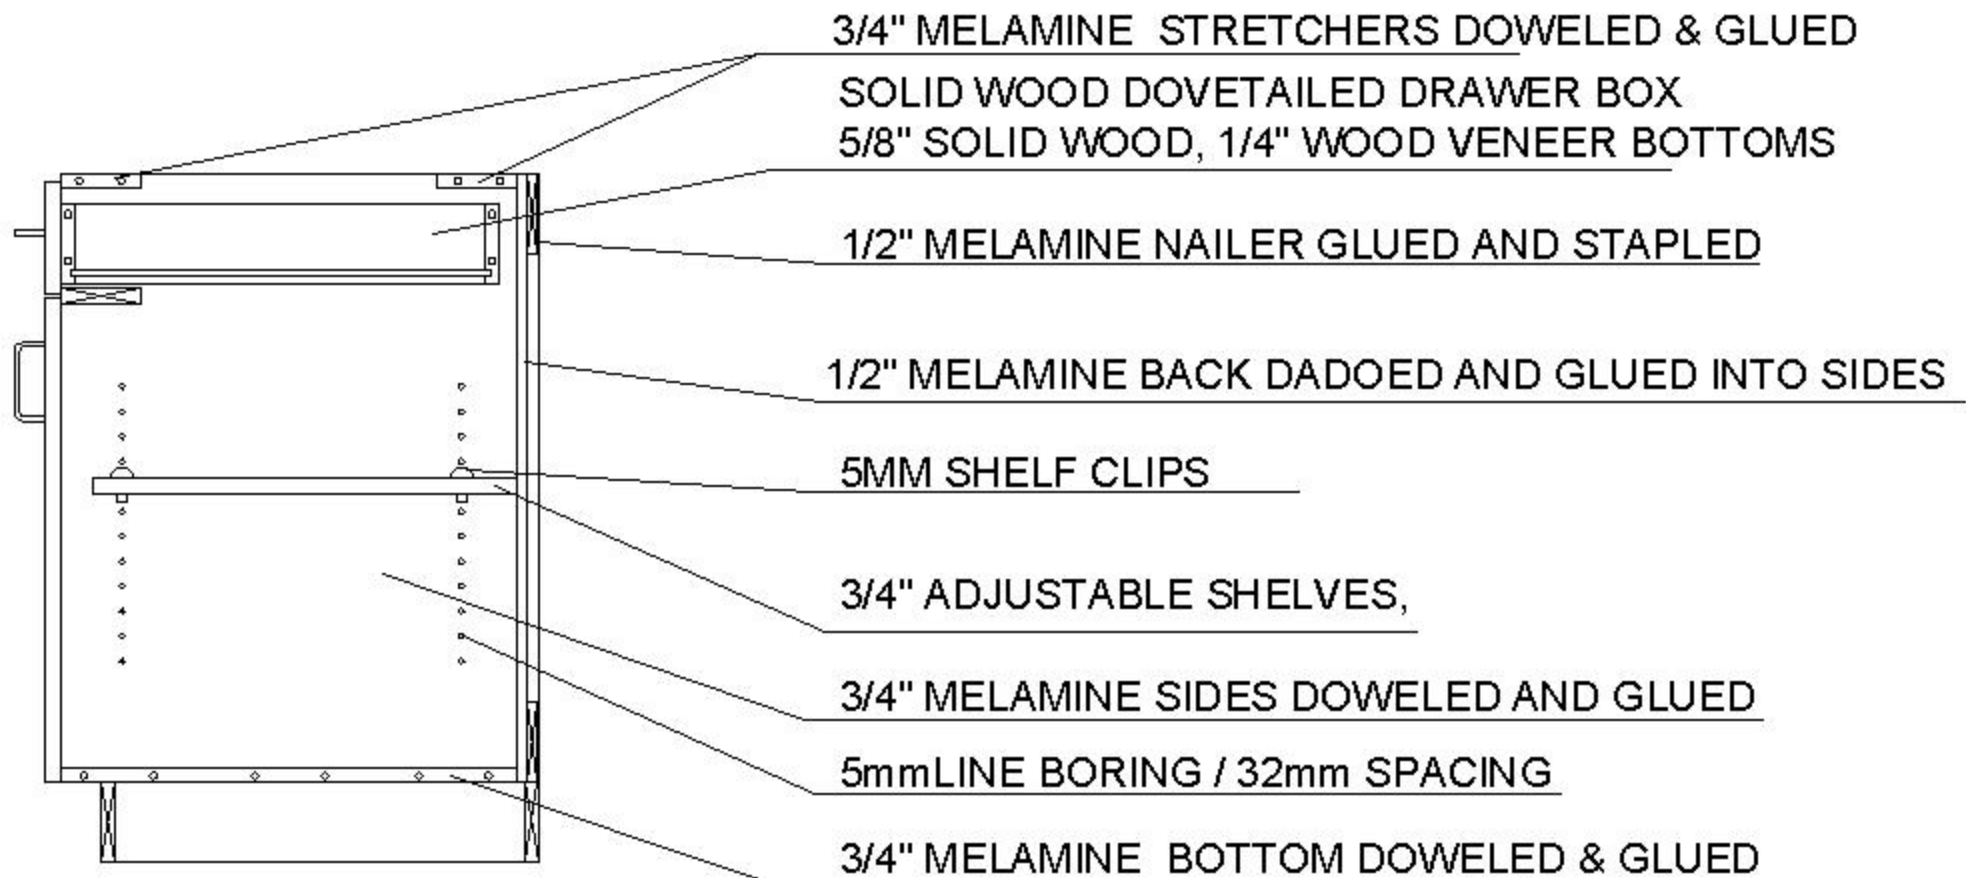 3/4" MELAMINE STRETCHERS DOWELED & GLUED
SOLID WOOD DOVETAILED DRAWER BOX
5/8" SOLID WOOD, 1/4" WOOD VENEER BOTTOMS
1/2" MELAMINE NAILER GLUED AND STAPLED
1/2" MELAMINE BACK DADOED AND GLUED INTO SIDES
5MM SHELF CLIPS
3/4" ADJUSTABLE SHELVES,
3/4" MELAMINE SIDES DOWELED AND GLUED
5mmLINE BORING / 32mm SPACING
3/4" MELAMINE BOTTOM DOWELED & GLUED